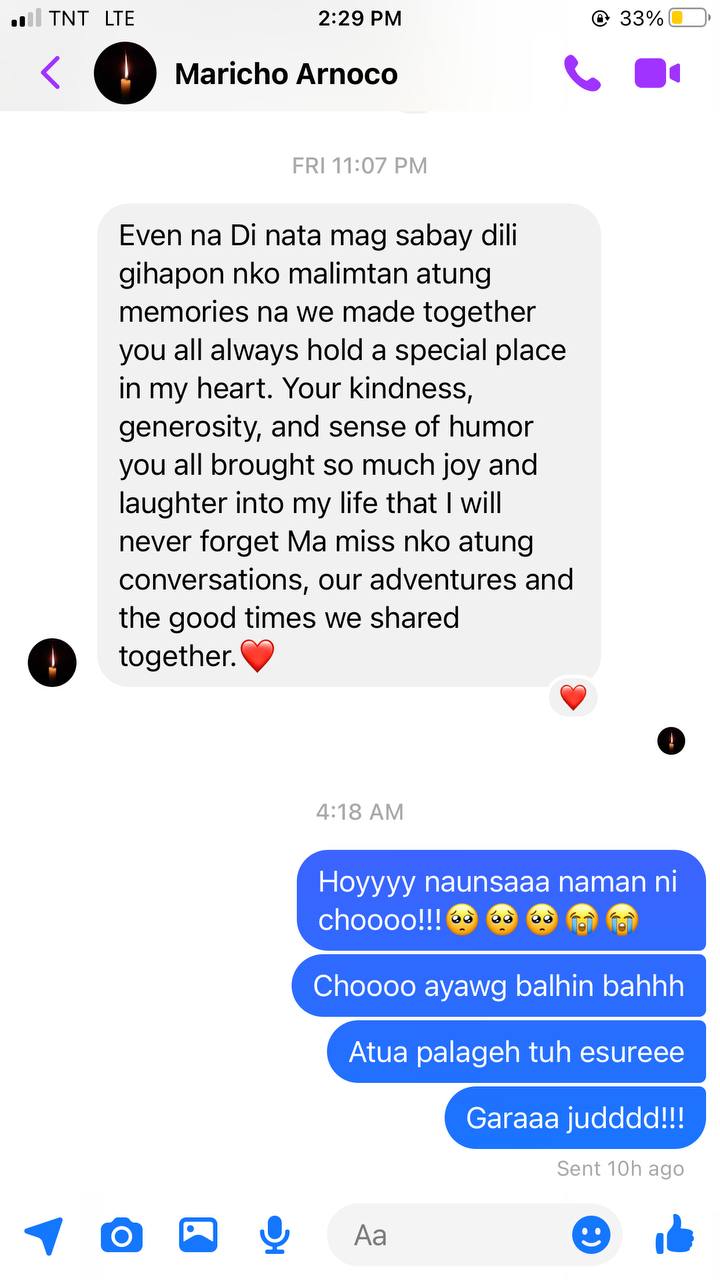 TNT LTE 2:29 PM 33%
Maricho Arnoco
FRI 11:07 PM
Even na Di nata mag sabay dili
gihapon nko malimtan atung
memories na we made together
you all always hold a special place
in my heart. Your kindness,
generosity, and sense of humor
you all brought so much joy and
laughter into my life that I will
never forget Ma miss nko atung
conversations, our adventures and
the good times we shared
together.❤️
❤️
4:18 AM
Hoyyyy naunsaaa naman ni
choooo!!!🥺🥺🥺😭😭
Choooo ayawg balhin bahhh
Atua palageh tuh esureee
Garaaa judddd!!!
Sent 10h ago
Aa